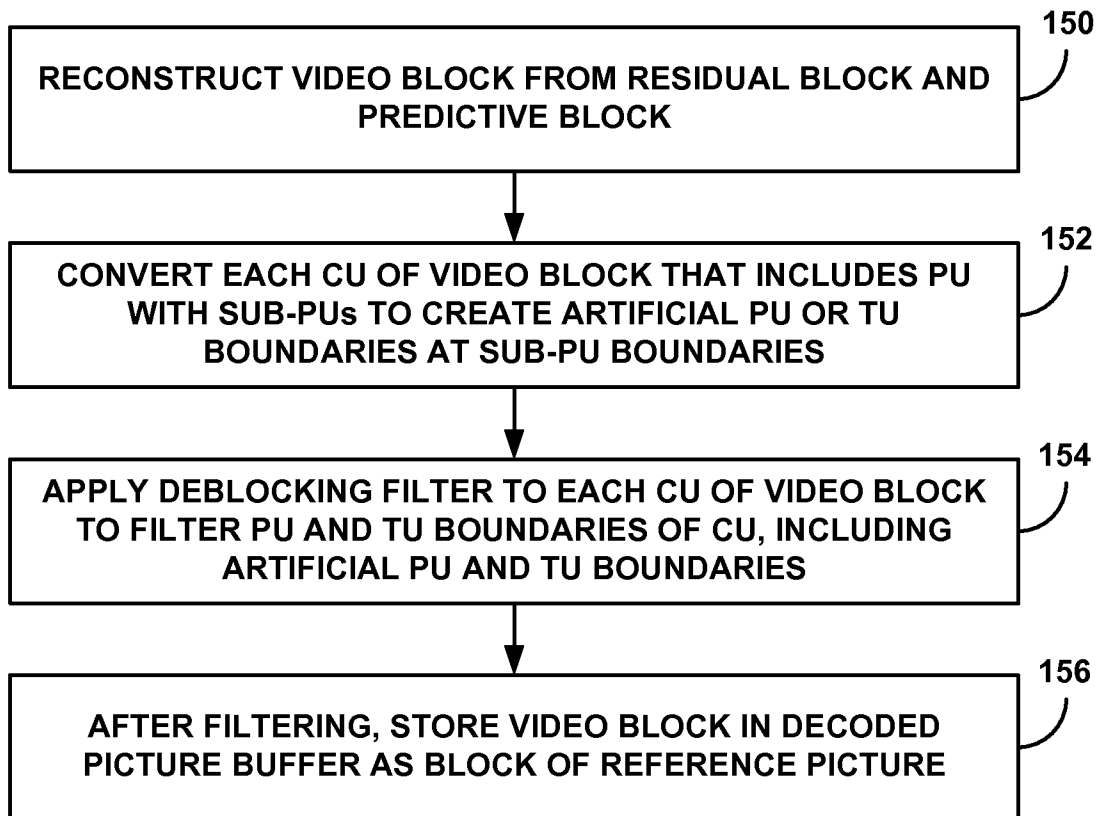 150
RECONSTRUCT VIDEO BLOCK FROM RESIDUAL BLOCK AND
PREDICTIVE BLOCK
152
CONVERT EACH CU OF VIDEO BLOCK THAT INCLUDES PU
WITH SUB-PUs TO CREATE ARTIFICIAL PU OR TU
BOUNDARIES AT SUB-PU BOUNDARIES
154
APPLY DEBLOCKING FILTER TO EACH CU OF VIDEO BLOCK
TO FILTER PU AND TU BOUNDARIES OF CU, INCLUDING
ARTIFICIAL PU AND TU BOUNDARIES
156
AFTER FILTERING, STORE VIDEO BLOCK IN DECODED
PICTURE BUFFER AS BLOCK OF REFERENCE PICTURE